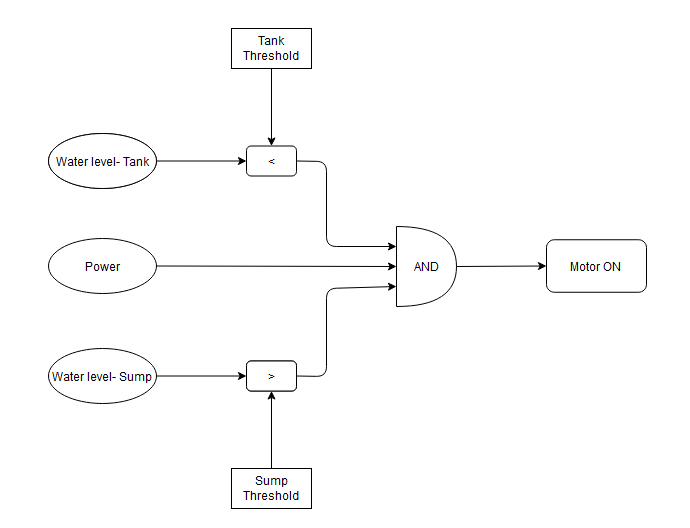 Tank
Threshold
Water level- Tank
<
Power
AND
Motor ON
Water level- Sump
>
Sump
Threshold